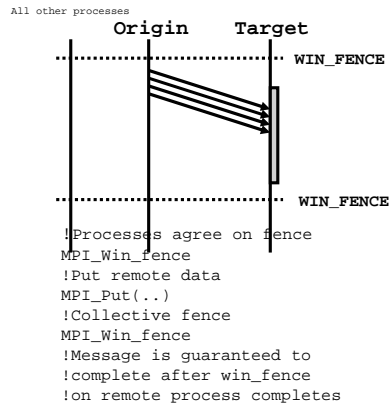 All other processes
Origin Target
WIN_FENCE
WIN_FENCE
!Processes agree on fence
MPI_Win_fence
!Put remote data
MPI_Put(..)
!Collective fence
MPI_Win_fence
!Message is guaranteed to
!complete after win_fence
!on remote process completes